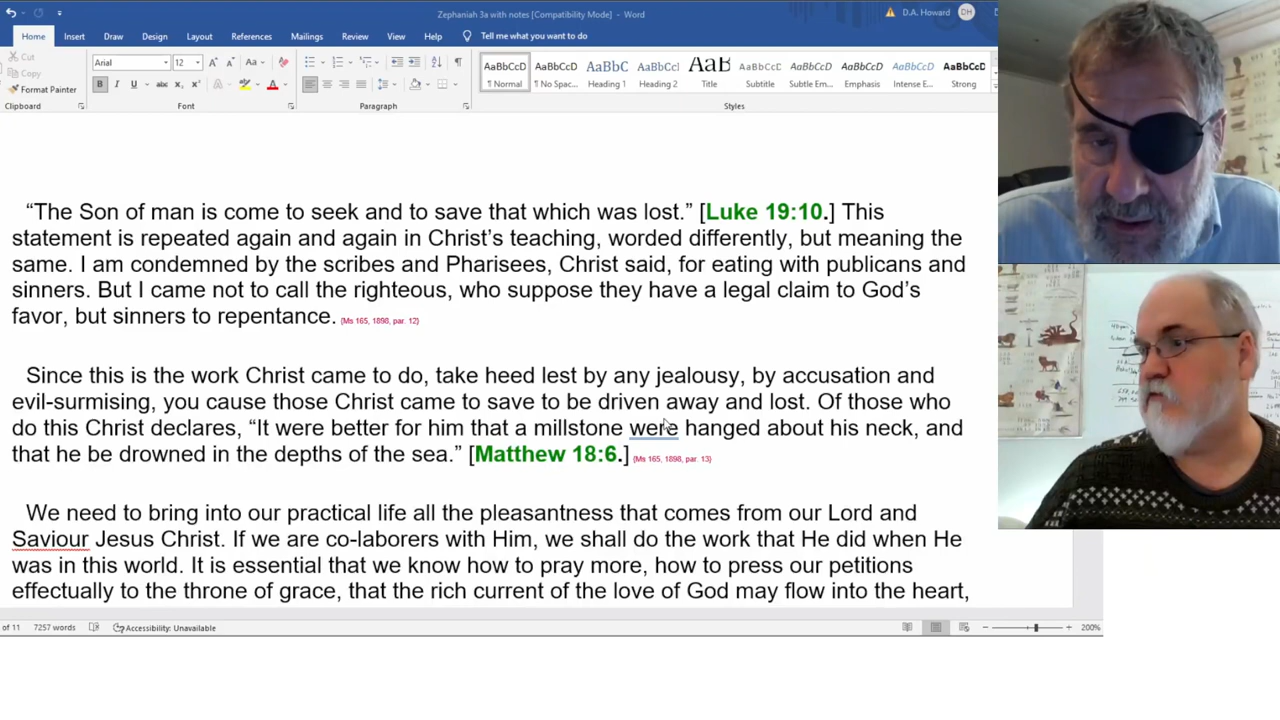 Zephaniah 3a with notes [Compatibility Mode] - Word
D.A. Howard DH
Home Insert Draw Design Layout References Mailings Review View Help Tell me what you want to do
Cut
Copy
Format Painter
Arial 12
AaBbCcD AaBbCcD AaBbC AaBbCcl AaB AaBbCcD AaBbCcD AaBbCcD AaBbCcD AaBbCcD
¶ Normal ¶ No Spac... Heading 1 Heading 2 Title Subtitle Subtle Em... Emphasis Intense E... Strong
Clipboard Font Paragraph Styles
“The Son of man is come to seek and to save that which was lost.” [Luke 19:10.] This
statement is repeated again and again in Christ’s teaching, worded differently, but meaning the
same. I am condemned by the scribes and Pharisees, Christ said, for eating with publicans and
sinners. But I came not to call the righteous, who suppose they have a legal claim to God’s
favor, but sinners to repentance. {Ms 165, 1898, par. 12}
Since this is the work Christ came to do, take heed lest by any jealousy, by accusation and
evil-surmising, you cause those Christ came to save to be driven away and lost. Of those who
do this Christ declares, “It were better for him that a millstone were hanged about his neck, and
that he be drowned in the depths of the sea.” [Matthew 18:6.] {Ms 165, 1898, par. 13}
We need to bring into our practical life all the pleasantness that comes from our Lord and
Saviour Jesus Christ. If we are co-laborers with Him, we shall do the work that He did when He
was in this world. It is essential that we know how to pray more, how to press our petitions
effectually to the throne of grace, that the rich current of the love of God may flow into the heart,
of 11 7257 words Accessibility: Unavailable 200%